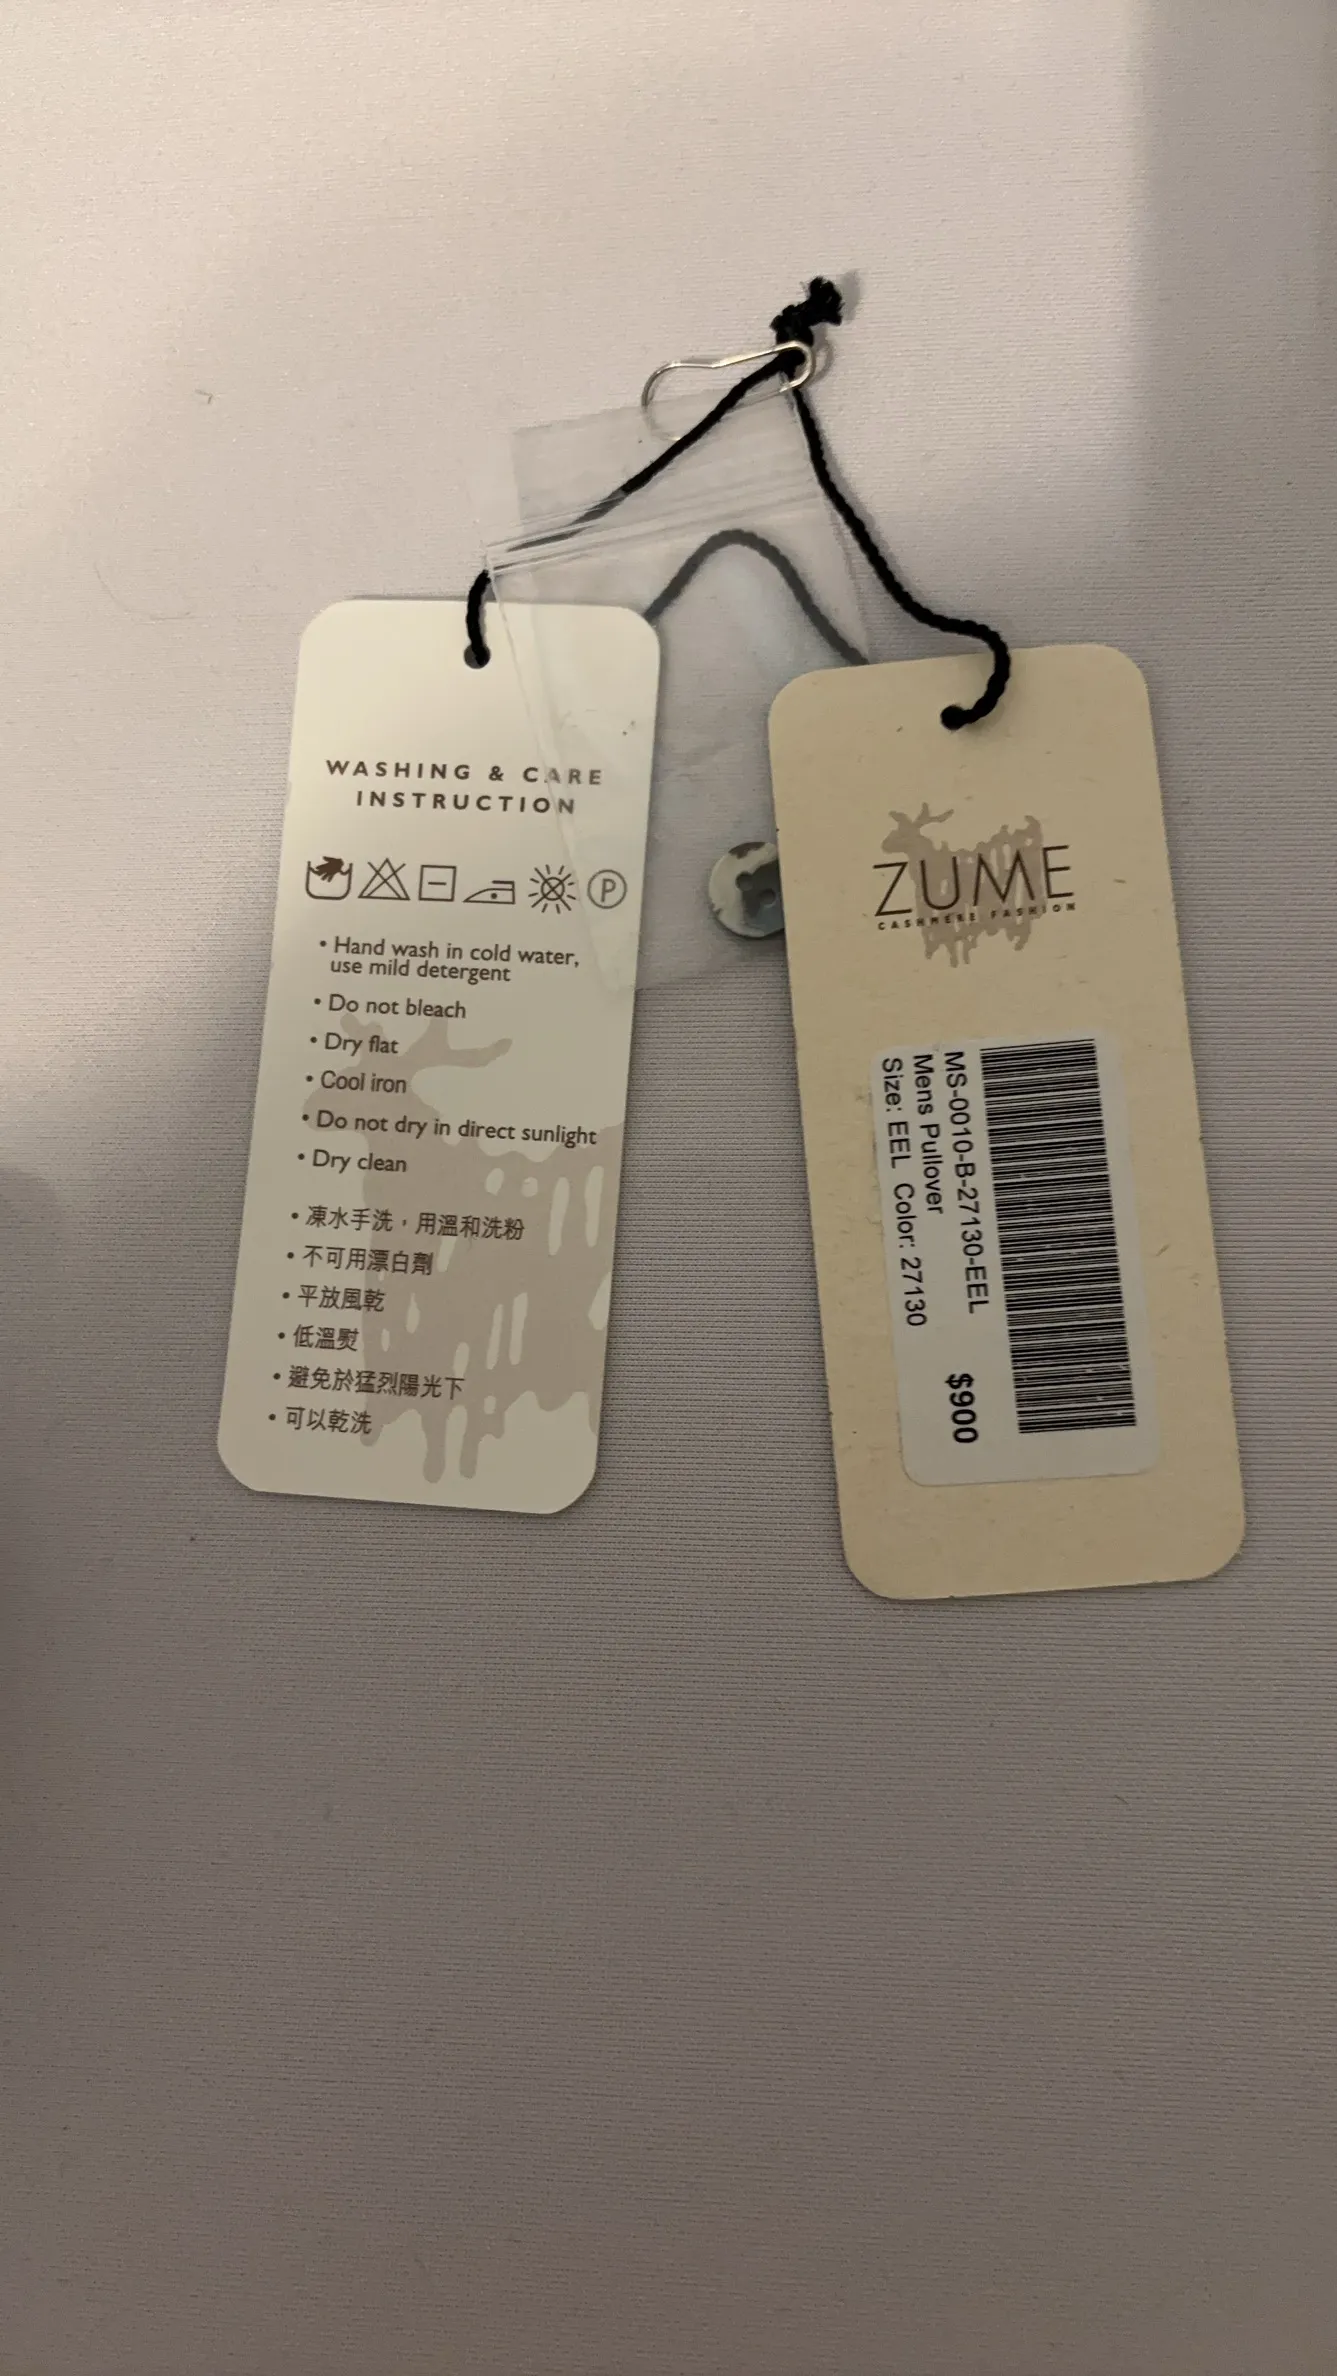 WASHING & CARE
INSTRUCTION
P
• Hand wash in cold water,
use mild detergent
• Do not bleach
• Dry flat
• Cool iron
• Do not dry in direct sunlight
• Dry clean
• 凍水手洗，用溫和洗粉
• 不可用漂白劑
• 平放風乾
• 低溫熨
• 避免於猛烈陽光下
• 可以乾洗
ZUME
CASHMERE FASHION
MS-0010-B-27130-EEL
Mens Pullover
Size: EEL Color: 27130
$900